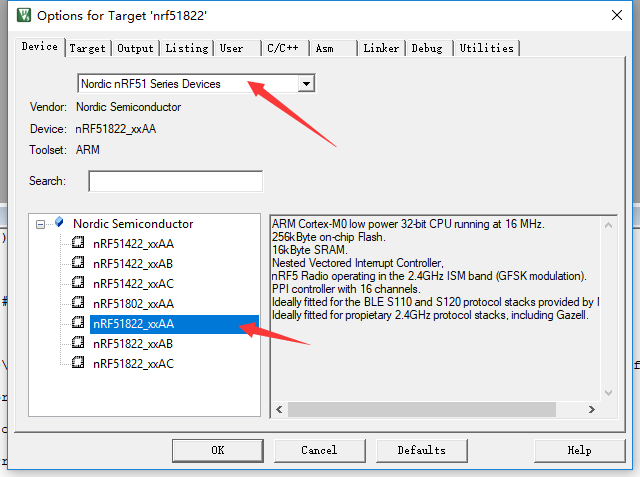 Options for Target 'nrf51822'
Device Target Output Listing User C/C++ Asm Linker Debug Utilities
Nordic nRF51 Series Devices
Vendor: Nordic Semiconductor
Device: nRF51822_xxAA
Toolset: ARM
Search:
Nordic Semiconductor
nRF51422_xxAA
nRF51422_xxAB
nRF51422_xxAC
nRF51802_xxAA
nRF51822_xxAA
nRF51822_xxAB
nRF51822_xxAC
ARM Cortex-M0 low power 32-bit CPU running at 16 MHz.
256kByte on-chip Flash.
16kByte SRAM.
Nested Vectored Interrupt Controller,
nRF5 Radio operating in the 2.4GHz ISM band (GFSK modulation).
PPI controller with 16 channels.
Ideally fitted for the BLE S110 and S120 protocol stacks provided by
Ideally fitted for propietary 2.4GHz protocol stacks, including Gazell.
OK Cancel Defaults Help